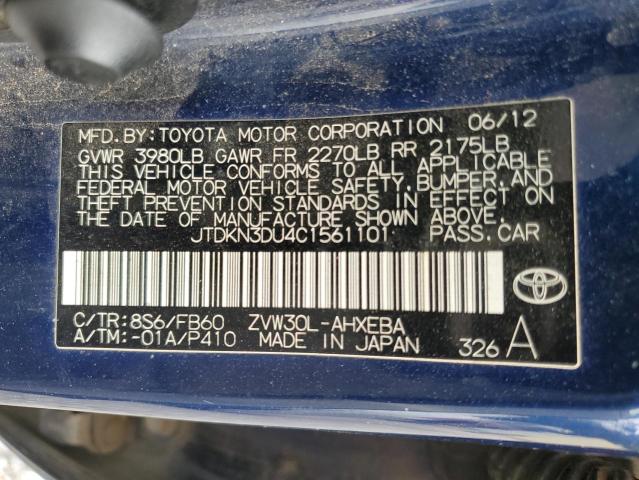 MFD. BY: TOYOTA MOTOR CORPORATION 06/12
GVWR 3980LB GAWR FR 2270LB RR 2175LB
THIS VEHICLE CONFORMS TO ALL APPLICABLE
FEDERAL MOTOR VEHICLE SAFETY, BUMPER, AND
THEFT PREVENTION STANDARDS IN EFFECT ON
THE DATE OF MANUFACTURE SHOWN ABOVE.
JTDKN3DU4C1561101 PASS. CAR
C/TR: 8S6/FB60 ZVW30L-AHXEBA
A/TM: -01A/P410 MADE IN JAPAN 326 A